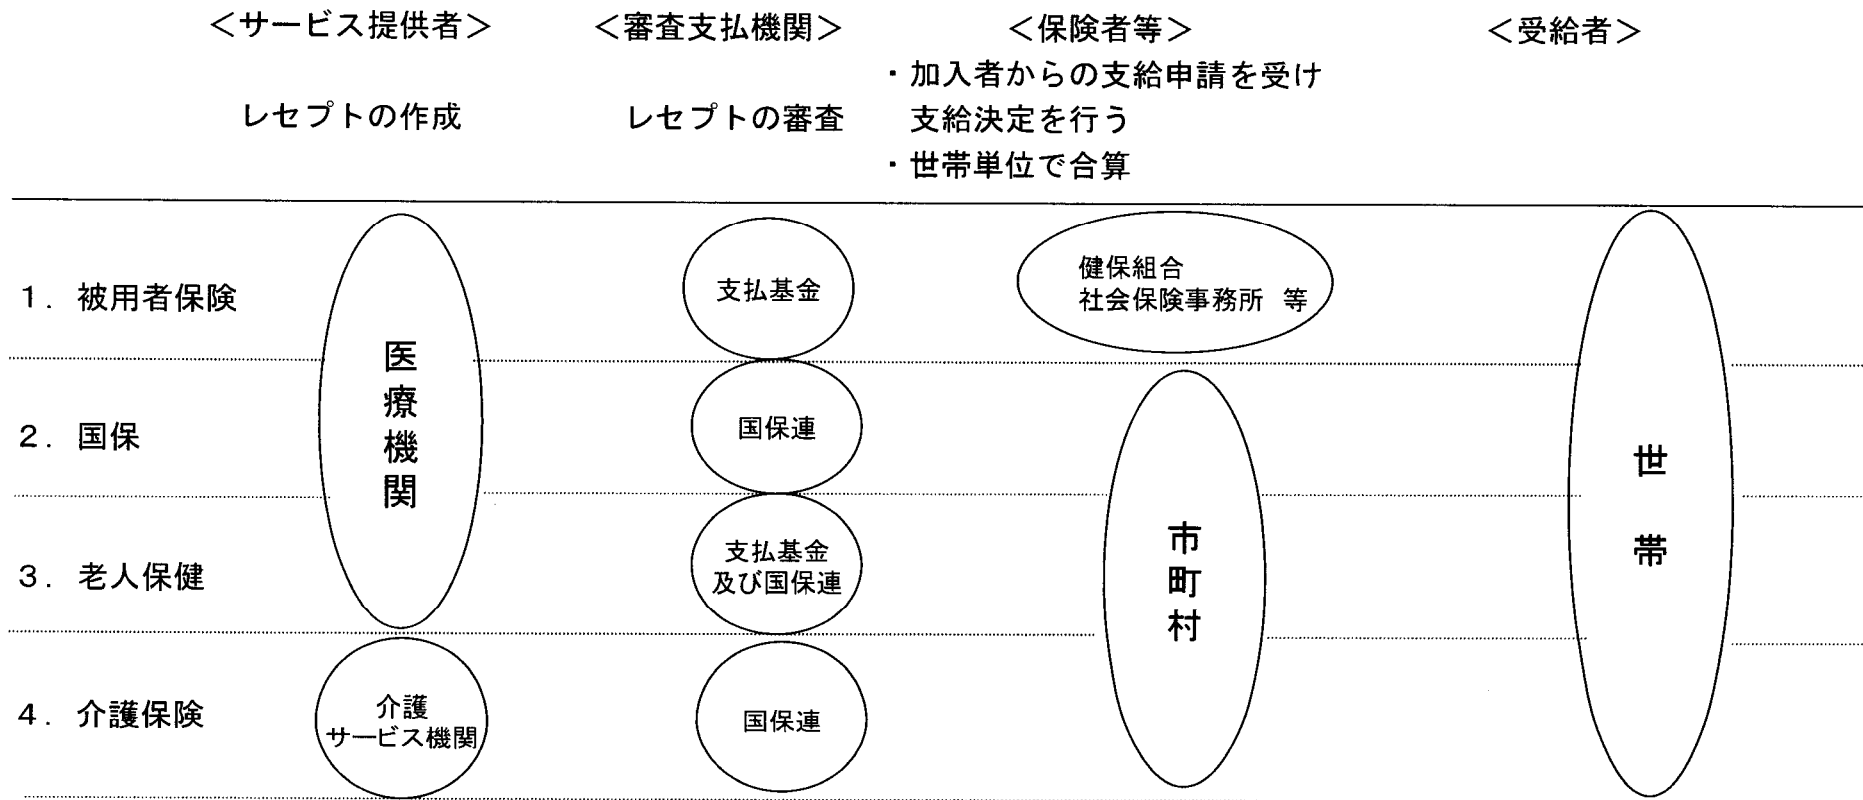 ＜サービス提供者＞
＜審査支払機関＞
＜保険者等＞
＜受給者＞
レセプトの作成
レセプトの審査
・加入者からの支給申請を受け
支給決定を行う
・世帯単位で合算
1．被用者保険
支払基金
健保組合
社会保険事務所 等
医療機関
2．国保
国保連
世帯
3．老人保健
支払基金
及び国保連
市町村
4．介護保険
介護
サービス機関
国保連